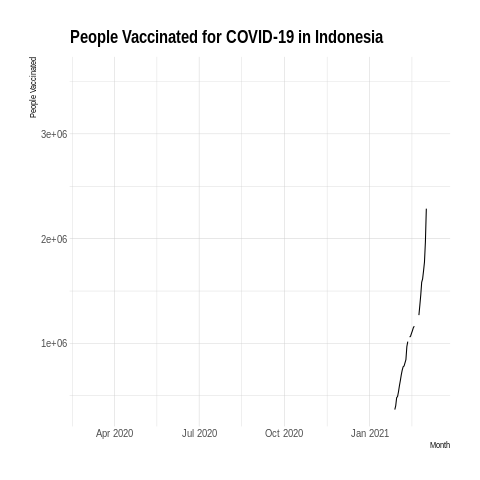 People Vaccinated for COVID-19 in Indonesia
People Vaccinated
3e+06
2e+06
1e+06
Apr 2020
Jul 2020
Oct 2020
Jan 2021
Month